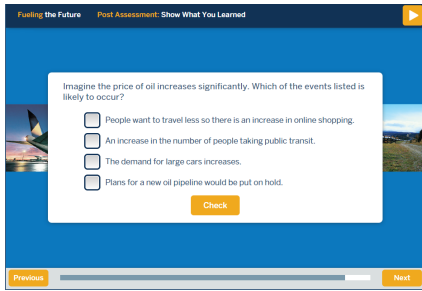 Fueling the Future Post Assessment: Show What You Learned
Imagine the price of oil increases significantly. Which of the events listed is
likely to occur?
People want to travel less so there is an increase in online shopping.
An increase in the number of people taking public transit.
The demand for large cars increases.
Plans for a new oil pipeline would be put on hold.
Check
Previous
Next